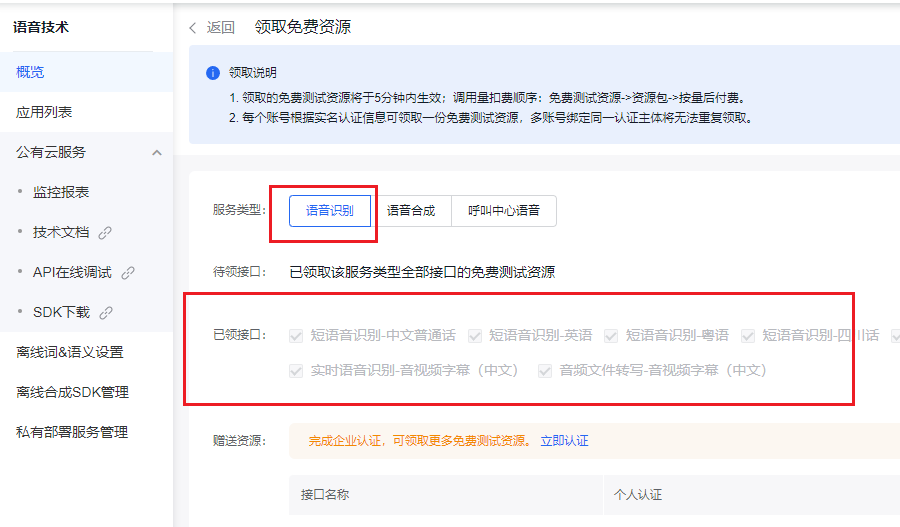 语音技术
概览
应用列表
公有云服务
监控报表
技术文档
API在线调试
SDK下载
离线词&语义设置
离线合成SDK管理
私有部署服务管理
返回 领取免费资源
领取说明
1. 领取的免费测试资源将于5分钟内生效；调用量扣费顺序：免费测试资源->资源包->按量后付费。
2. 每个账号根据实名认证信息可领取一份免费测试资源，多账号绑定同一认证主体将无法重复领取。
服务类型： 语音识别 语音合成 呼叫中心语音
待领接口： 已领取该服务类型全部接口的免费测试资源
已领接口： 短语音识别-中文普通话 短语音识别-英语 短语音识别-粤语 短语音识别-四川话
实时语音识别-音视频字幕（中文） 音频文件转写-音视频字幕（中文）
赠送资源： 完成企业认证，可领取更多免费测试资源。 立即认证
接口名称 个人认证